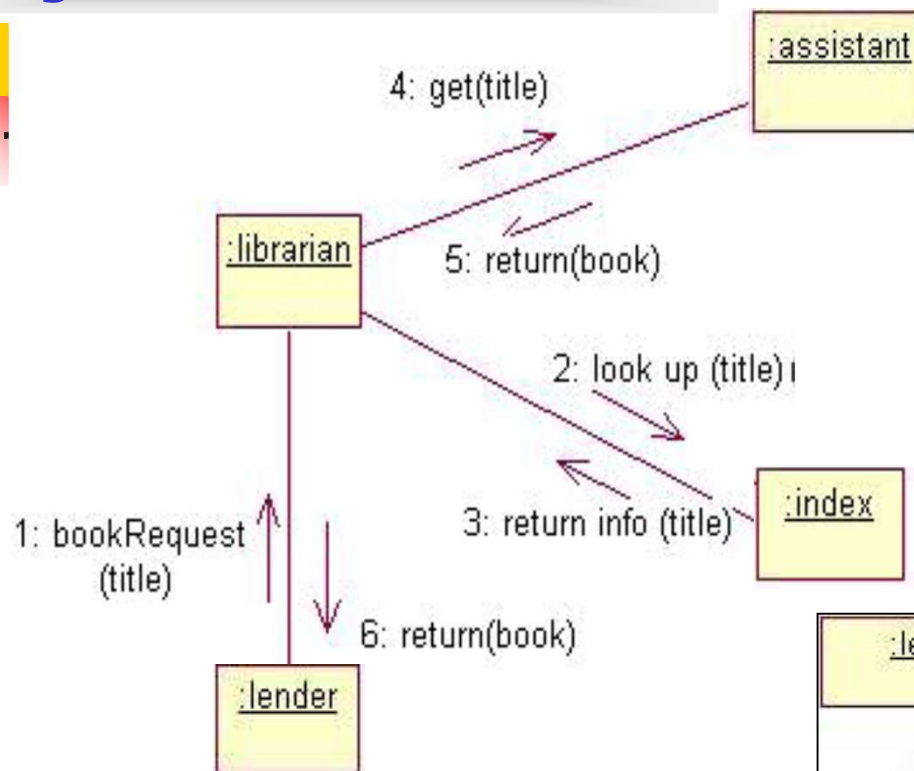 :assistant
4: get(title)
:librarian
5: return(book)
2: look up (title)
:index
3: return info (title)
1: bookRequest
(title)
6: return(book)
:lender